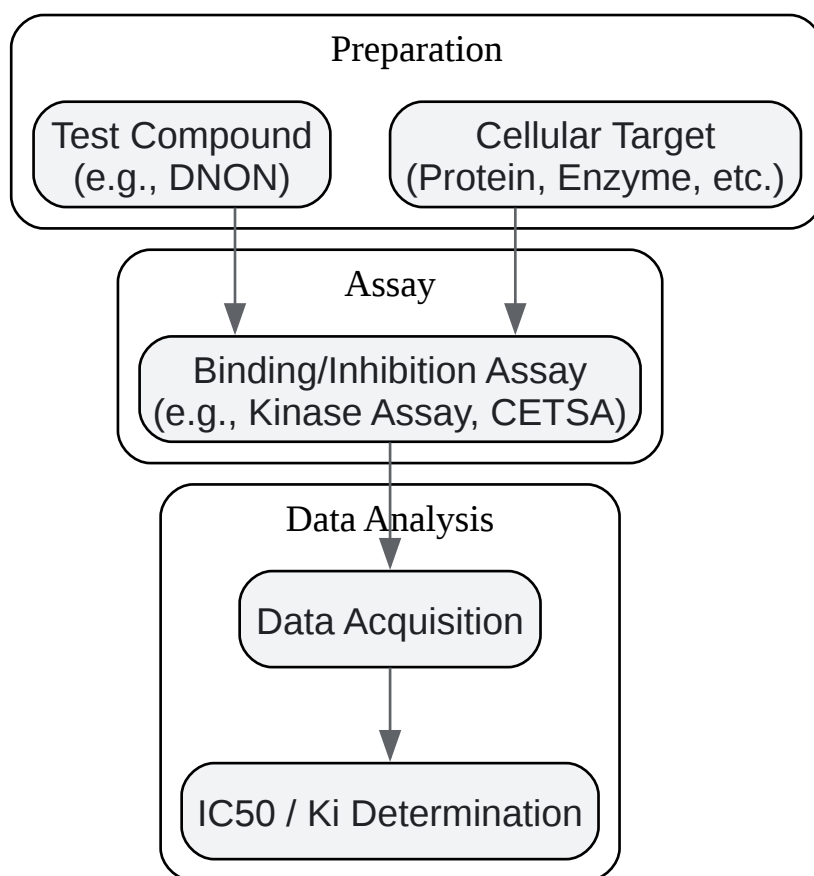 Preparation
Test Compound
(e.g., DNON)
Cellular Target
(Protein, Enzyme, etc.)
Assay
Binding/Inhibition Assay
(e.g., Kinase Assay, CETSA)
Data Analysis
Data Acquisition
IC50 / Ki Determination